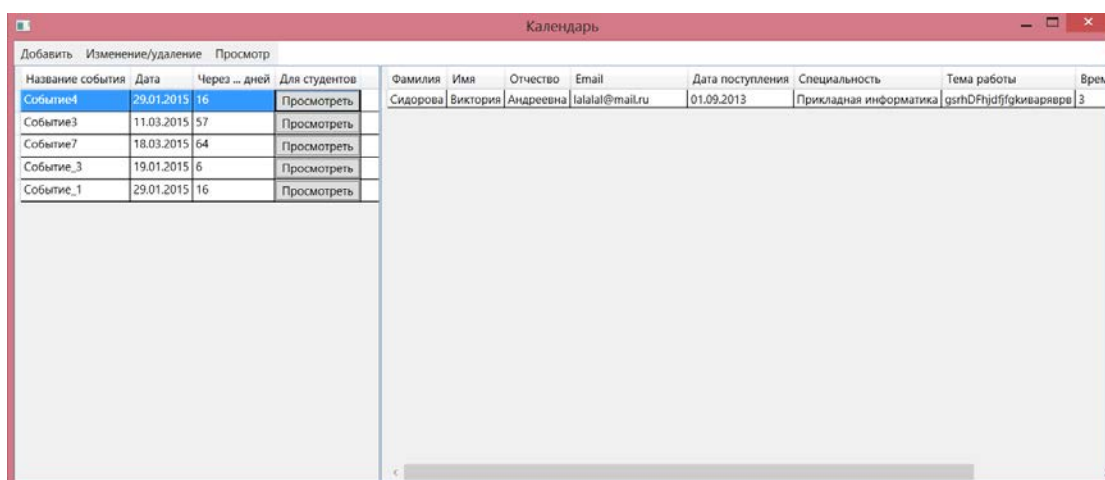 Календарь
Добавить Изменение/удаление Просмотр
Название события Дата Через ... дней Для студентов Фамилия Имя Отчество Email Дата поступления Специальность Тема работы Врем
Событие4 29.01.2015 16 Просмотреть Сидорова Виктория Андреевна lalalal@mail.ru 01.09.2013 Прикладная информатика 3
Событие3 11.03.2015 57 Просмотреть
Событие7 18.03.2015 64 Просмотреть
Событие_3 19.01.2015 6 Просмотреть
Событие_1 29.01.2015 16 Просмотреть